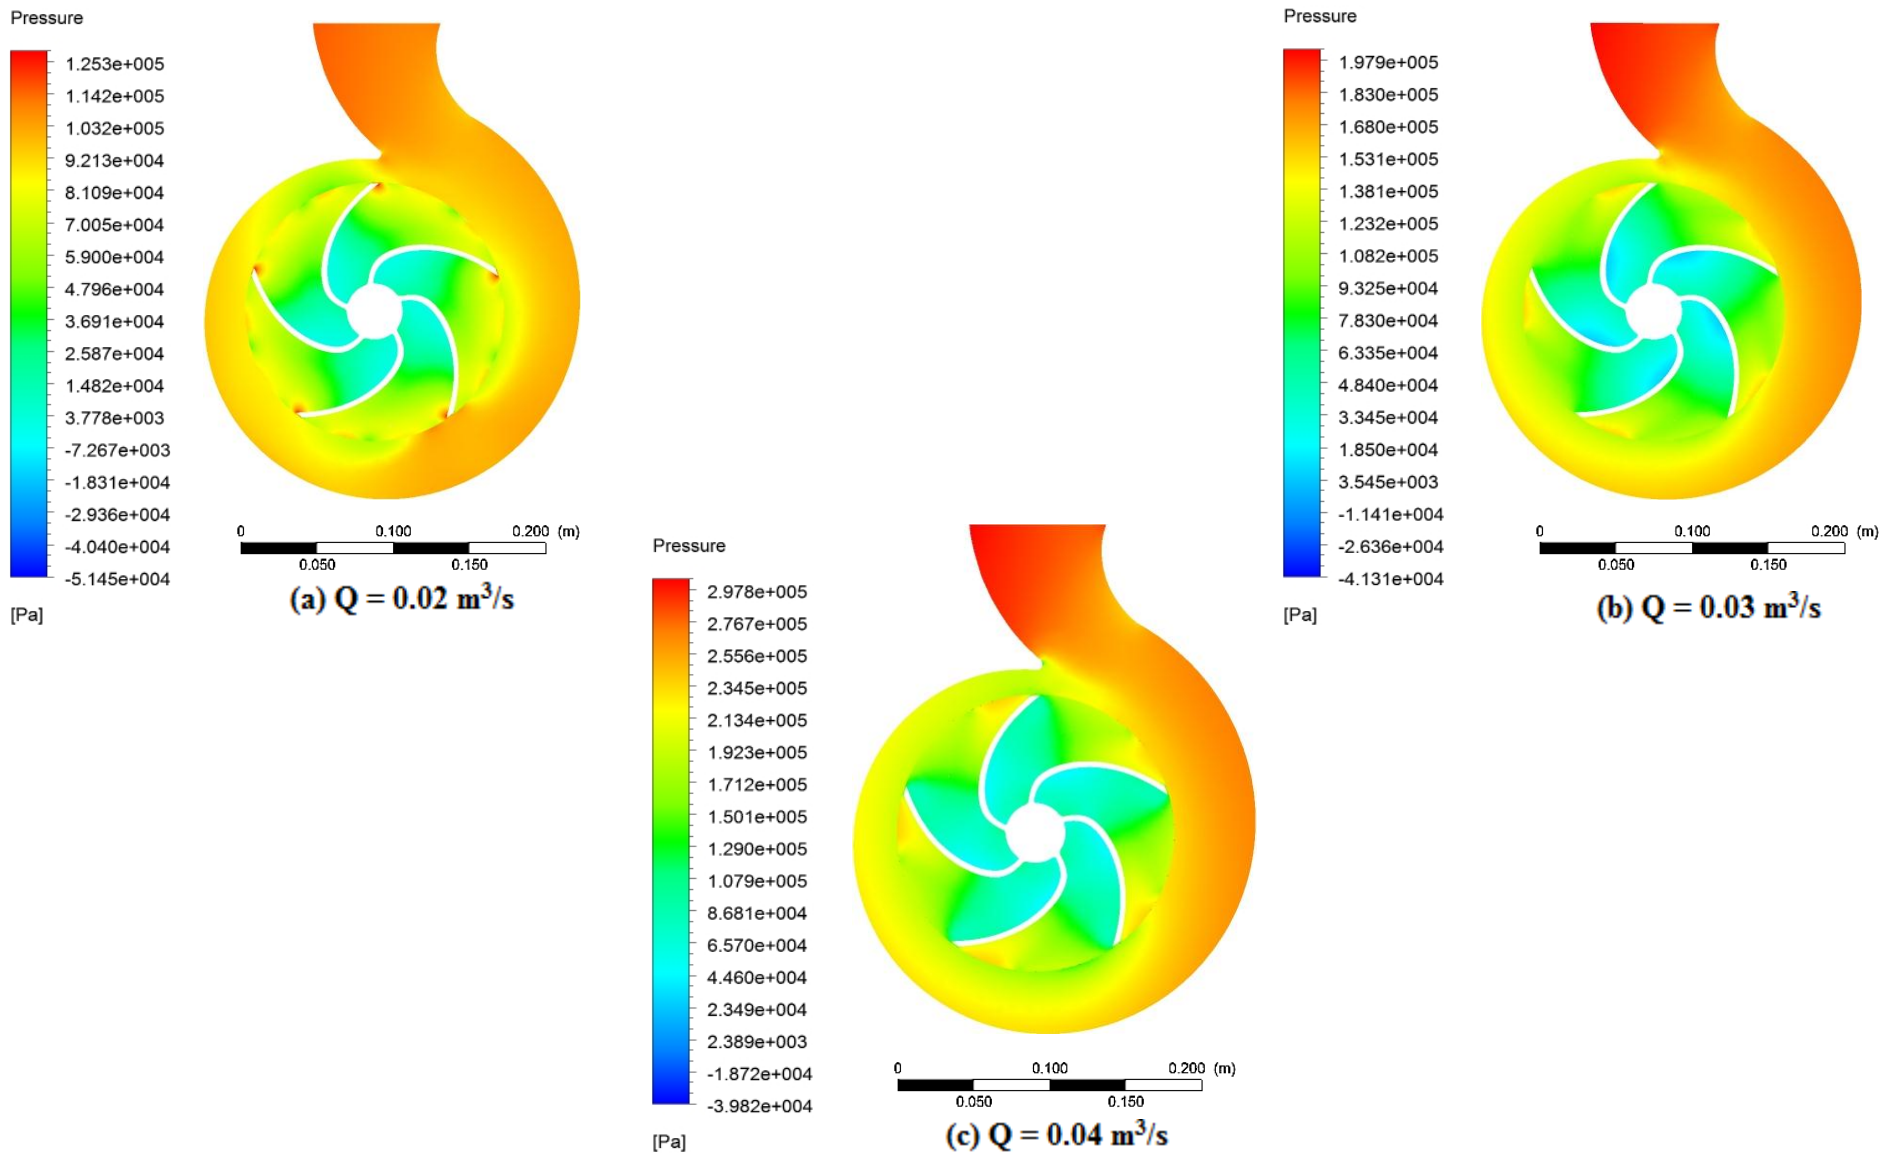 Pressure
1.253e+005
1.142e+005
1.032e+005
9.213e+004
8.109e+004
7.005e+004
5.900e+004
4.796e+004
3.691e+004
2.587e+004
1.482e+004
3.778e+003
-7.267e+003
-1.831e+004
-2.936e+004
-4.040e+004
-5.145e+004
[Pa]
0 0.100 0.200 (m)
0.050 0.150
(a) Q = 0.02 m³/s
Pressure
1.979e+005
1.830e+005
1.680e+005
1.531e+005
1.381e+005
1.232e+005
1.082e+005
9.325e+004
7.830e+004
6.335e+004
4.840e+004
3.345e+004
1.850e+004
3.545e+003
-1.141e+004
-2.636e+004
-4.131e+004
[Pa]
0 0.100 0.200 (m)
0.050 0.150
(b) Q = 0.03 m³/s
Pressure
2.978e+005
2.767e+005
2.556e+005
2.345e+005
2.134e+005
1.923e+005
1.712e+005
1.501e+005
1.290e+005
1.079e+005
8.681e+004
6.570e+004
4.460e+004
2.349e+004
2.389e+003
-1.872e+004
-3.982e+004
[Pa]
0 0.100 0.200 (m)
0.050 0.150
(c) Q = 0.04 m³/s